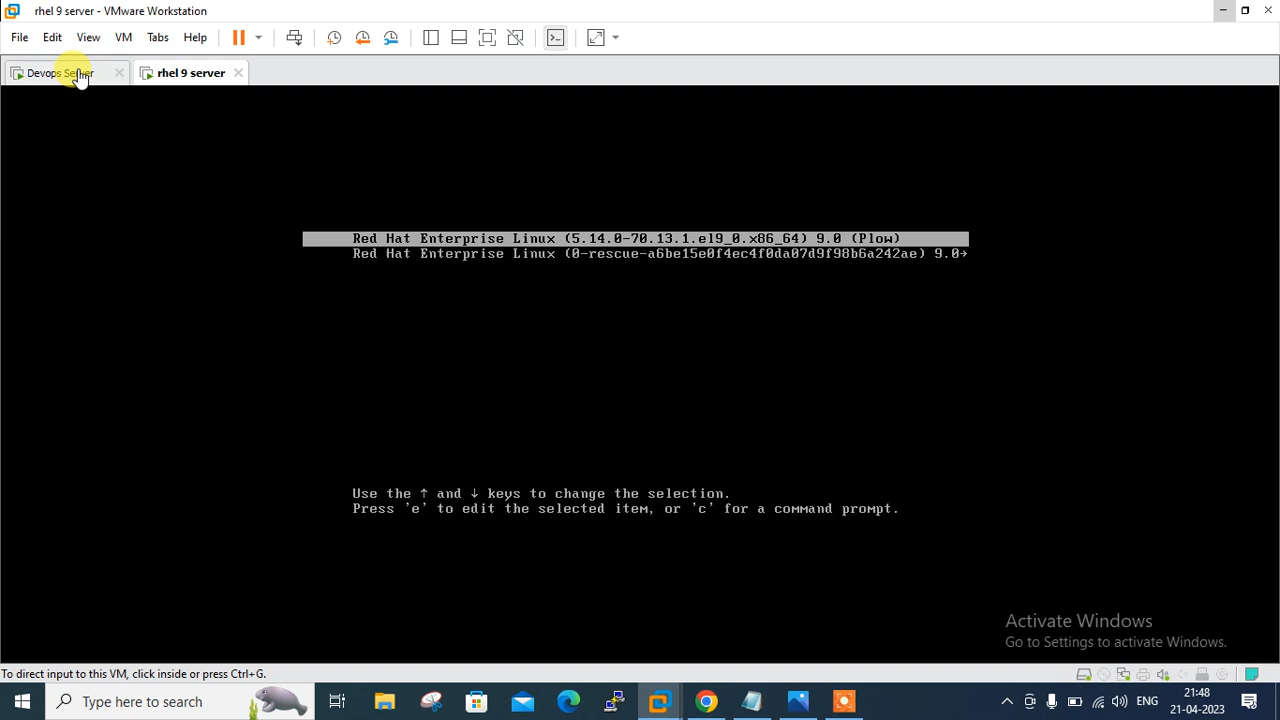 rhel 9 server - VMware Workstation
File Edit View VM Tabs Help
Devops Server rhel 9 server
Red Hat Enterprise Linux (5.14.0-70.13.1.el9_0.x86_64) 9.0 (Plow)
Red Hat Enterprise Linux (0-rescue-a6be15e0f4ec4f0da07d9f98b6a242ae) 9.0→
Use the ↑ and ↓ keys to change the selection.
Press 'e' to edit the selected item, or 'c' for a command prompt.
Activate Windows
Go to Settings to activate Windows.
To direct input to this VM, click inside or press Ctrl+G.
Type here to search
ENG
21:48
21-04-2023